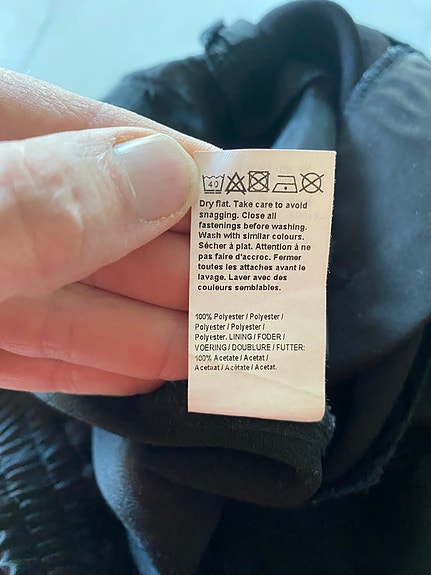 40
Dry flat. Take care to avoid
snagging. Close all
fastenings before washing.
Wash with similar colours.
Sécher à plat. Attention à ne
pas faire d'accroc. Fermer
toutes les attaches avant le
lavage. Laver avec des
couleurs semblables.
100% Polyester / Polyester /
Polyester / Polyester /
Polyester. LINING / FODER /
VOERING / DOUBLURE / FUTTER:
100% Acetate / Acetat /
Acetaat / Acétate / Acetat.